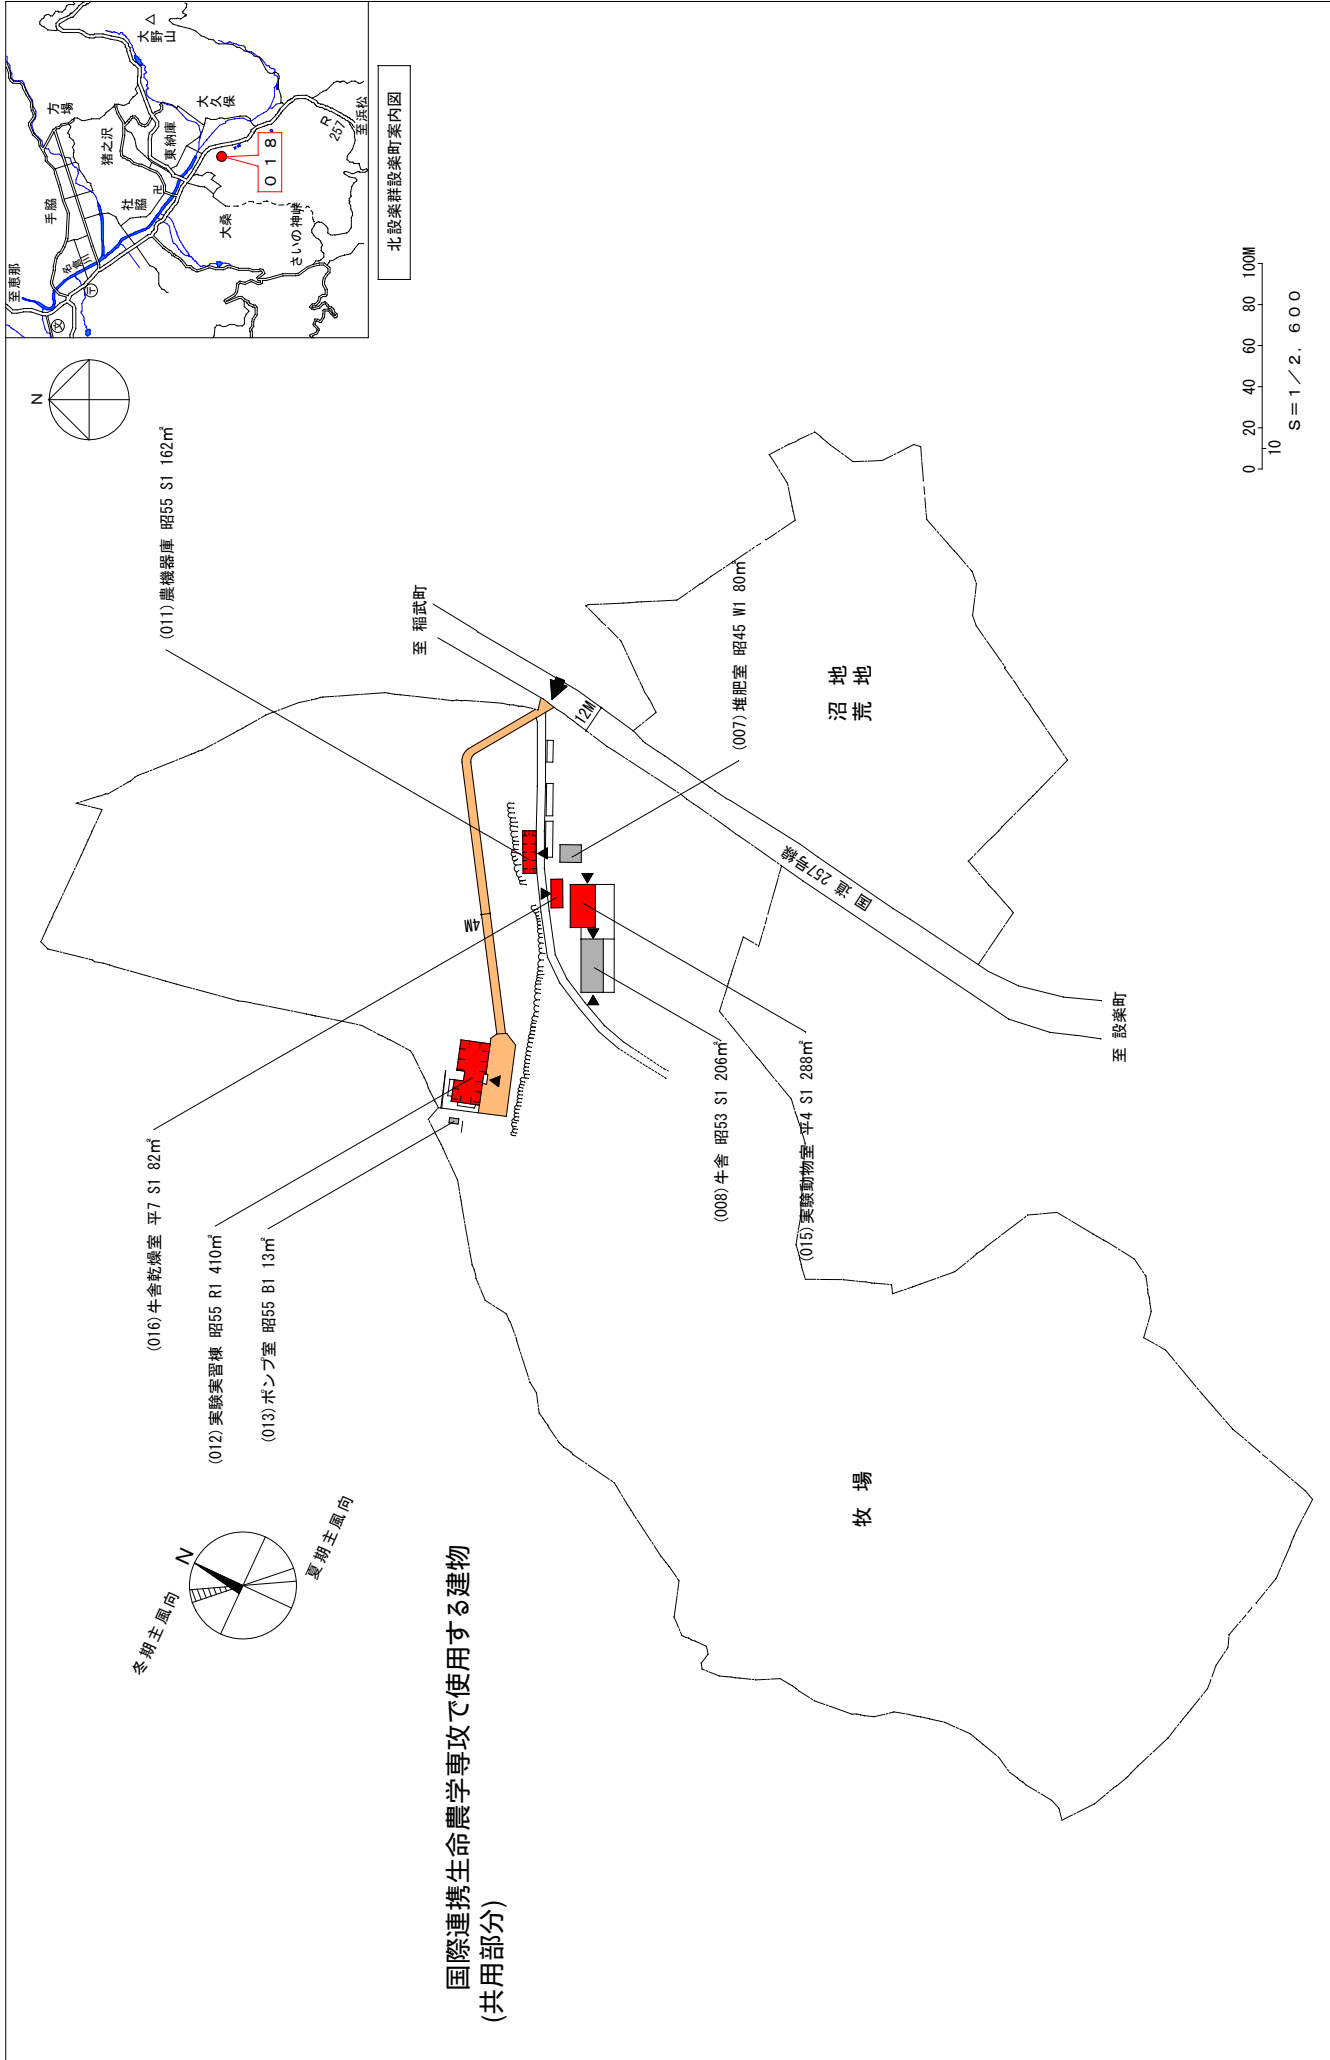 国際連携生命農学専攻で使用する建物
(共用部分)
冬期主風向
N
夏期主風向
(016)牛舎乾燥室 平7 S1 82㎡
(012)実験実習棟 昭55 R1 410㎡
(013)ポンプ室 昭55 B1 13㎡
(011)農機器庫 昭55 S1 162㎡
(007)堆肥室 昭45 W1 80㎡
(008)牛舎 昭53 S1 206㎡
(015)実験動物室 平4 S1 288㎡
至 稲武町
12M
4M
国道 257号線
至 設楽町
沼 地
荒 地
牧 場
N
至恵那
手脇
名倉川
方場
猪之沢
社脇
東納庫
大久保
大野山
大桑
さいの神峠
018
R
257
至浜松
北設楽群設楽町案内図
0 20 40 60 80 100M
10
S=1/2,600